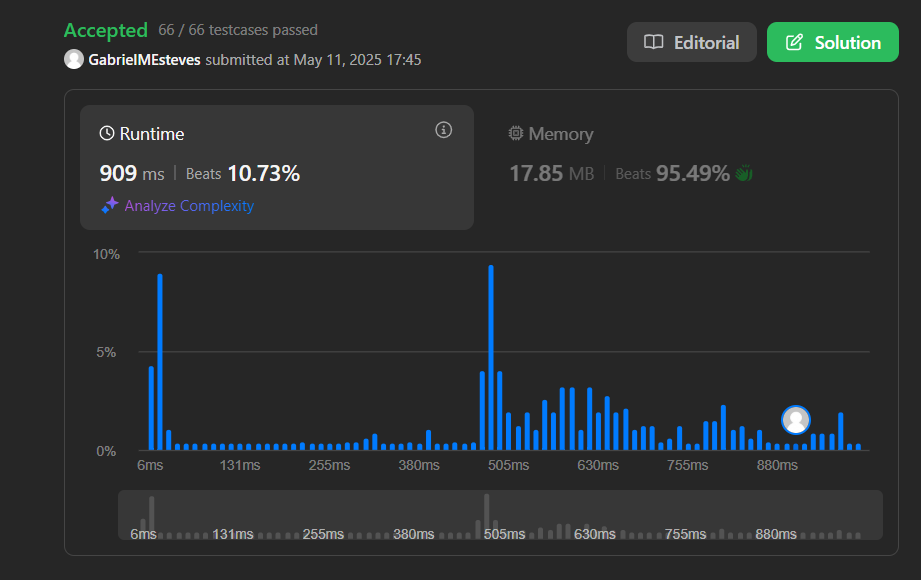 Accepted 66 / 66 testcases passed
Editorial
Solution
GabrielMEsteves submitted at May 11, 2025 17:45
Runtime
909 ms | Beats 10.73%
Analyze Complexity
Memory
17.85 MB | Beats 95.49%
10%
5%
0%
6ms 131ms 255ms 380ms 505ms 630ms 755ms 880ms
6ms 131ms 255ms 380ms 505ms 630ms 755ms 880ms